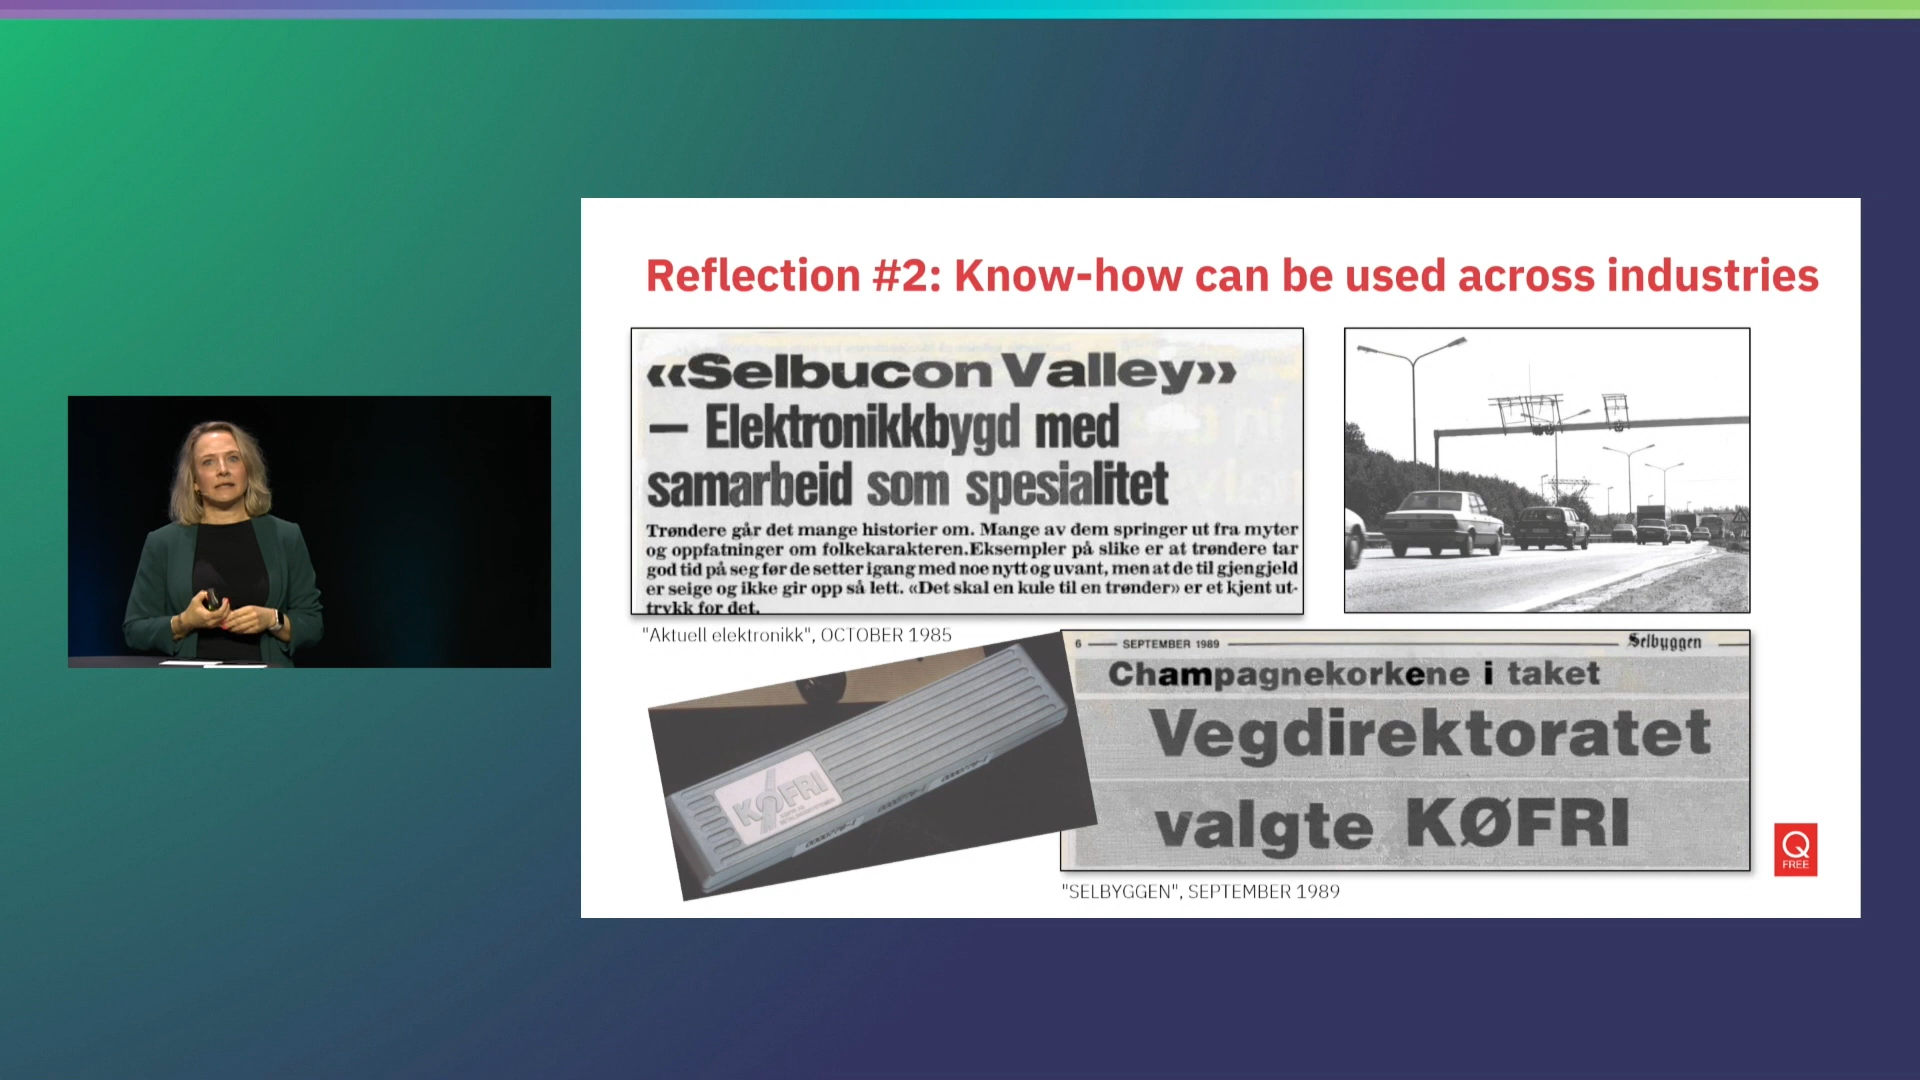 Reflection #2: Know-how can be used across industries
«Selbucon Valley»
— Elektronikkbygd med
samarbeid som spesialitet
Trøndere går det mange historier om. Mange av dem springer ut fra myter
og oppfatninger om folkekarakteren.Eksempler på slike er at trøndere tar
god tid på seg før de setter igang med noe nytt og uvant, men at de til gjengjeld
er seige og ikke gir opp så lett. «Det skal en kule til en trønder» er et kjent ut-
trykk for det.
"Aktuell elektronikk", OCTOBER 1985
KØFRI
6 SEPTEMBER 1989 Selbyggen
Champagnekorkene i taket
Vegdirektoratet
valgte KØFRI
"SELBYGGEN", SEPTEMBER 1989
Q
FREE